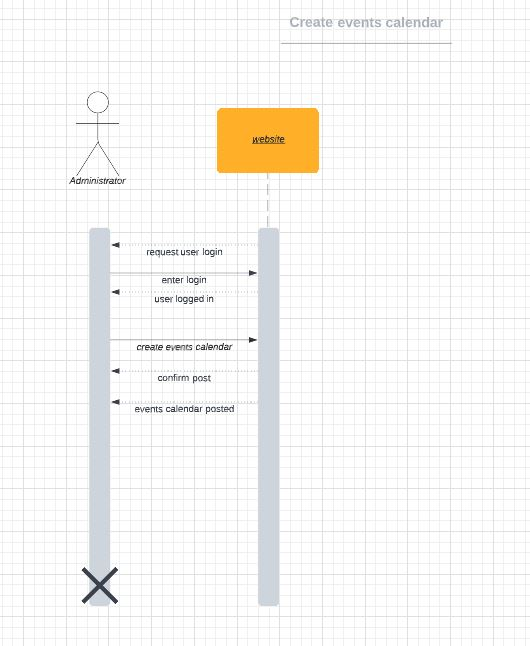 Create events calendar
website
Administrator
request user login
enter login
user logged in
create events calendar
confirm post
events calendar posted